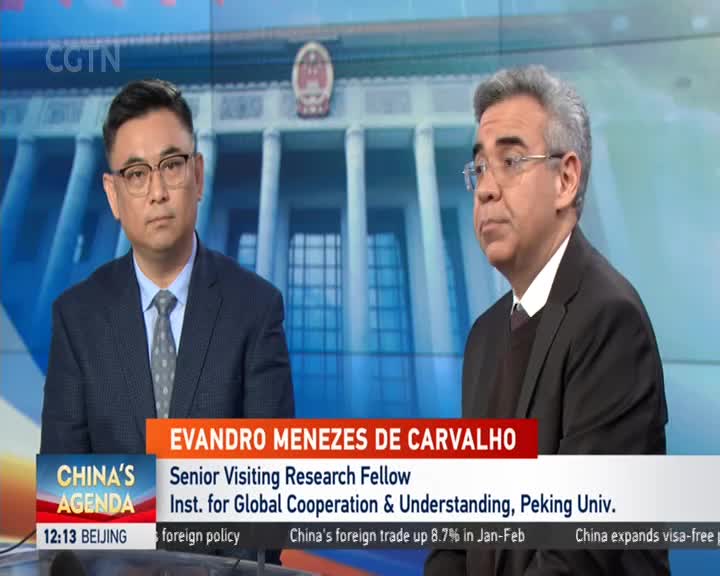 CGTN
EVANDRO MENEZES DE CARVALHO
Senior Visiting Research Fellow
Inst. for Global Cooperation & Understanding, Peking Univ.
CHINA'S
AGENDA
12:13 BEIJING
s foreign policy China's foreign trade up 8.7% in Jan-Feb China expands visa-free p